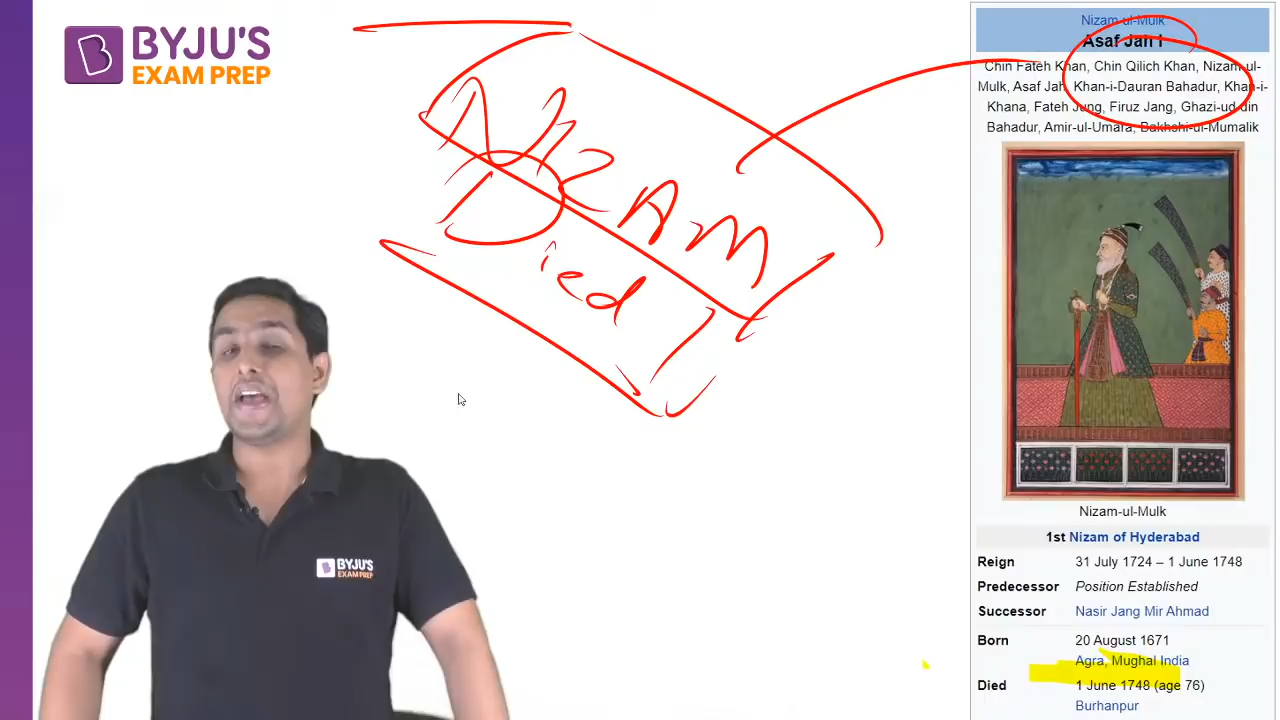 BYJU'S
EXAM PREP
NIZAM
Died
BYJU'S
EXAM PREP
Nizam-ul-Mulk
Asaf Jah I
Chin Fateh Khan, Chin Qilich Khan, Nizam-ul-
Mulk, Asaf Jah, Khan-i-Dauran Bahadur, Khan-i-
Khana, Fateh Jung, Firuz Jang, Ghazi-ud-din
Bahadur, Amir-ul-Umara, Bakhshi-ul-Mumalik
Nizam-ul-Mulk
1st Nizam of Hyderabad
Reign 31 July 1724 – 1 June 1748
Predecessor Position Established
Successor Nasir Jang Mir Ahmad
Born 20 August 1671
Agra, Mughal India
Died 1 June 1748 (age 76)
Burhanpur